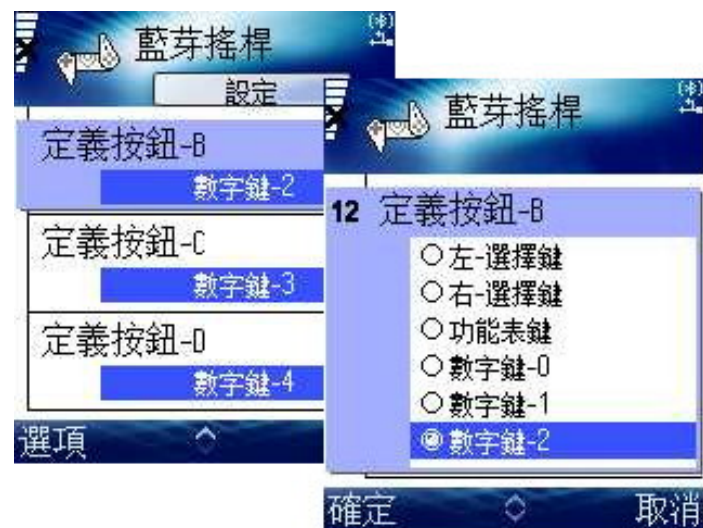 藍芽搖桿
設定
定義按鈕-B
數字鍵-2
定義按鈕-C
數字鍵-3
定義按鈕-D
數字鍵-4
選項
藍芽搖桿
12 定義按鈕-B
左-選擇鍵
右-選擇鍵
功能表鍵
數字鍵-0
數字鍵-1
數字鍵-2
確定 取消